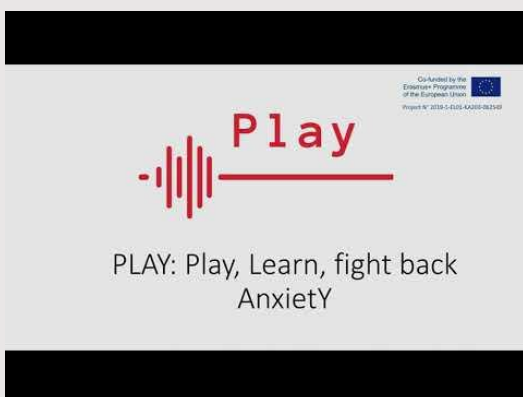 Co-funded by the
Erasmus+ Programme
of the European Union
Play
PLAY: Play, Learn, fight back
AnxietY